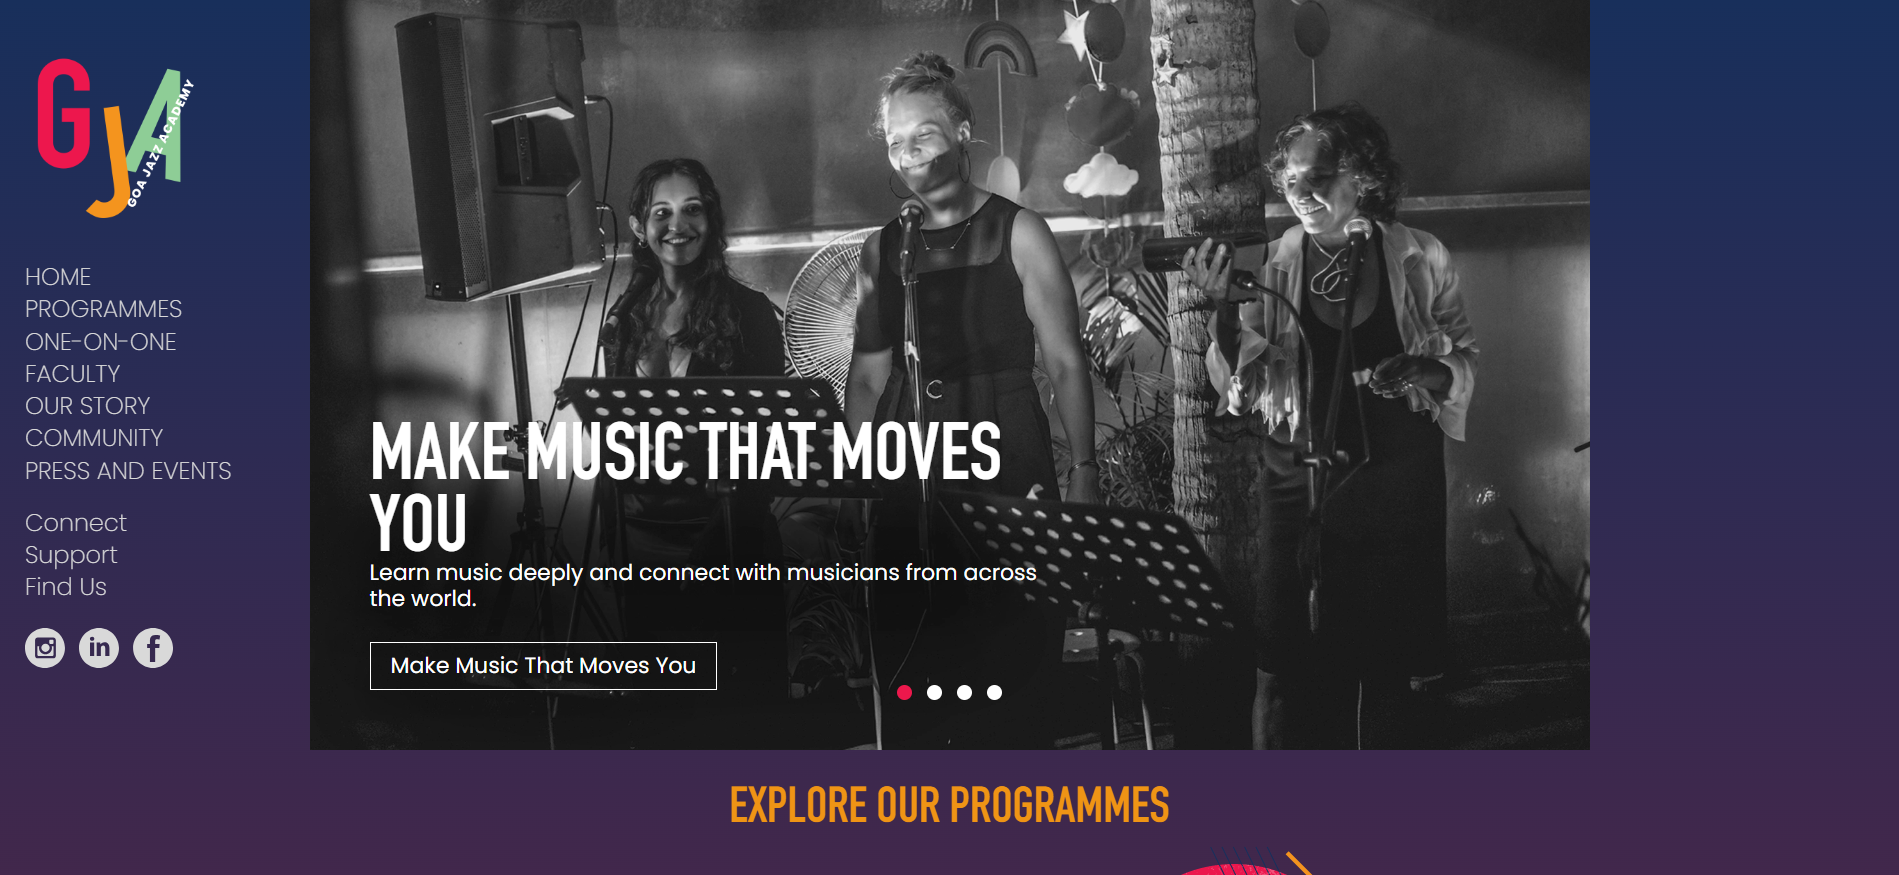 GJA
GOA JAZZ ACADEMY
HOME
PROGRAMMES
ONE-ON-ONE
FACULTY
OUR STORY
COMMUNITY
PRESS AND EVENTS
Connect
Support
Find Us
in
f
MAKE MUSIC THAT MOVES
YOU
Learn music deeply and connect with musicians from across
the world.
Make Music That Moves You
EXPLORE OUR PROGRAMMES